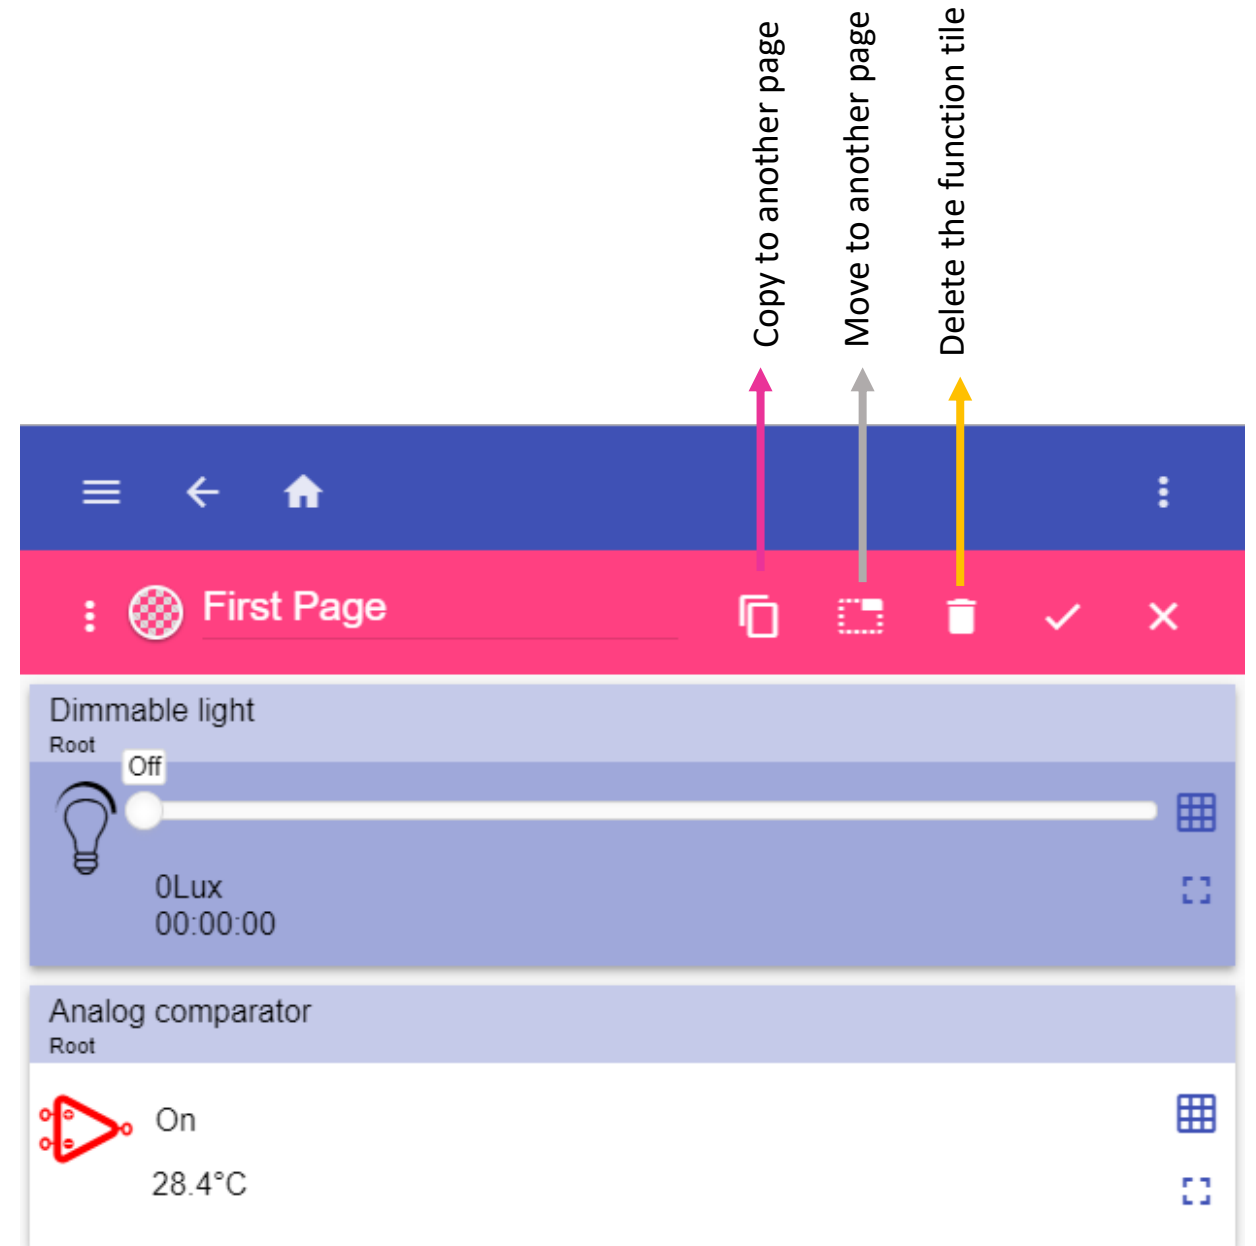 Copy to another page
Move to another page
Delete the function tile
First Page
Dimmable light
Root
Off
0Lux
00:00:00
Analog comparator
Root
On
28.4°C